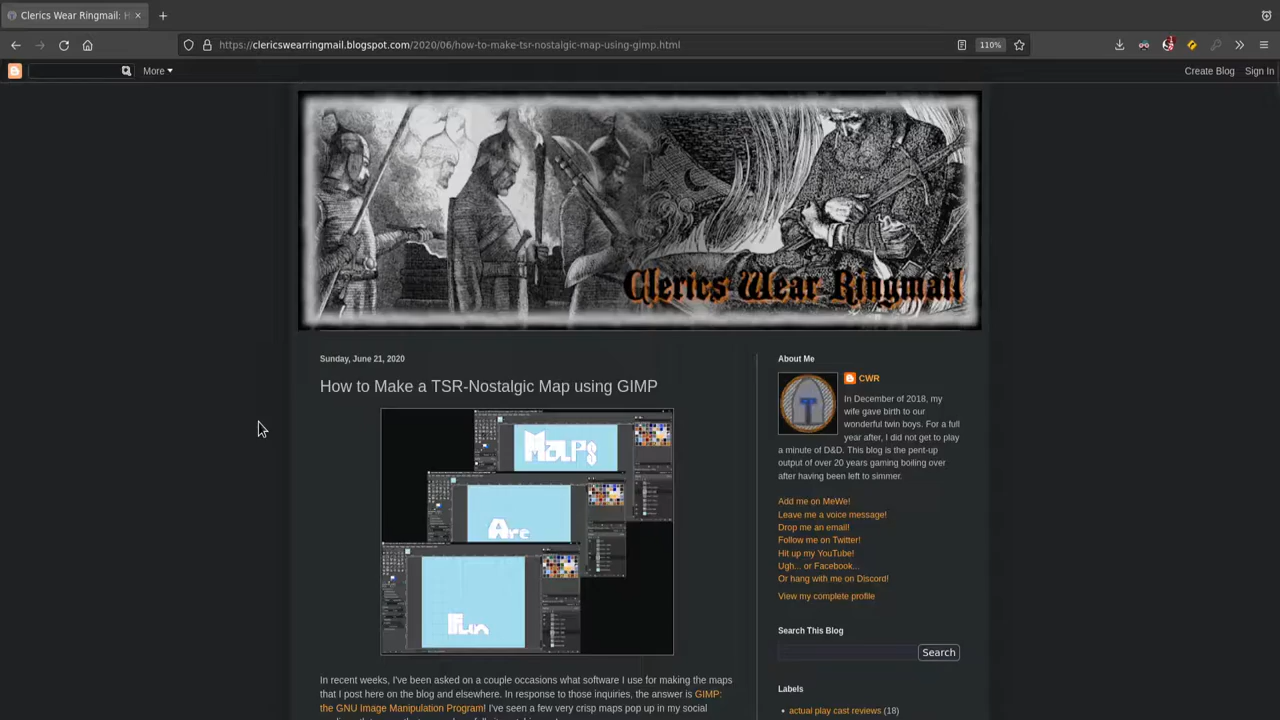 Clerics Wear Ringmail: H
https://clericswearringmail.blogspot.com/2020/06/how-to-make-tsr-nostalgic-map-using-gimp.html
110%
More
Create Blog
Sign In
Clerics Wear Ringmail
Sunday, June 21, 2020
How to Make a TSR-Nostalgic Map using GIMP
Maps
Are
Fun
In recent weeks, I've been asked on a couple occasions what software I use for making the maps
that I post here on the blog and elsewhere. In response to those inquiries, the answer is GIMP:
the GNU Image Manipulation Program! I've seen a few very crisp maps pop up in my social
About Me
CWR
In December of 2018, my
wife gave birth to our
wonderful twin boys. For a full
year after, I did not get to play
a minute of D&D. This blog is the pent-up
output of over 20 years gaming boiling over
after having been left to simmer.
Add me on MeWe!
Leave me a voice message!
Drop me an email!
Follow me on Twitter!
Hit up my YouTube!
Ugh... or Facebook...
Or hang with me on Discord!
View my complete profile
Search This Blog
Search
Labels
actual play cast reviews (18)